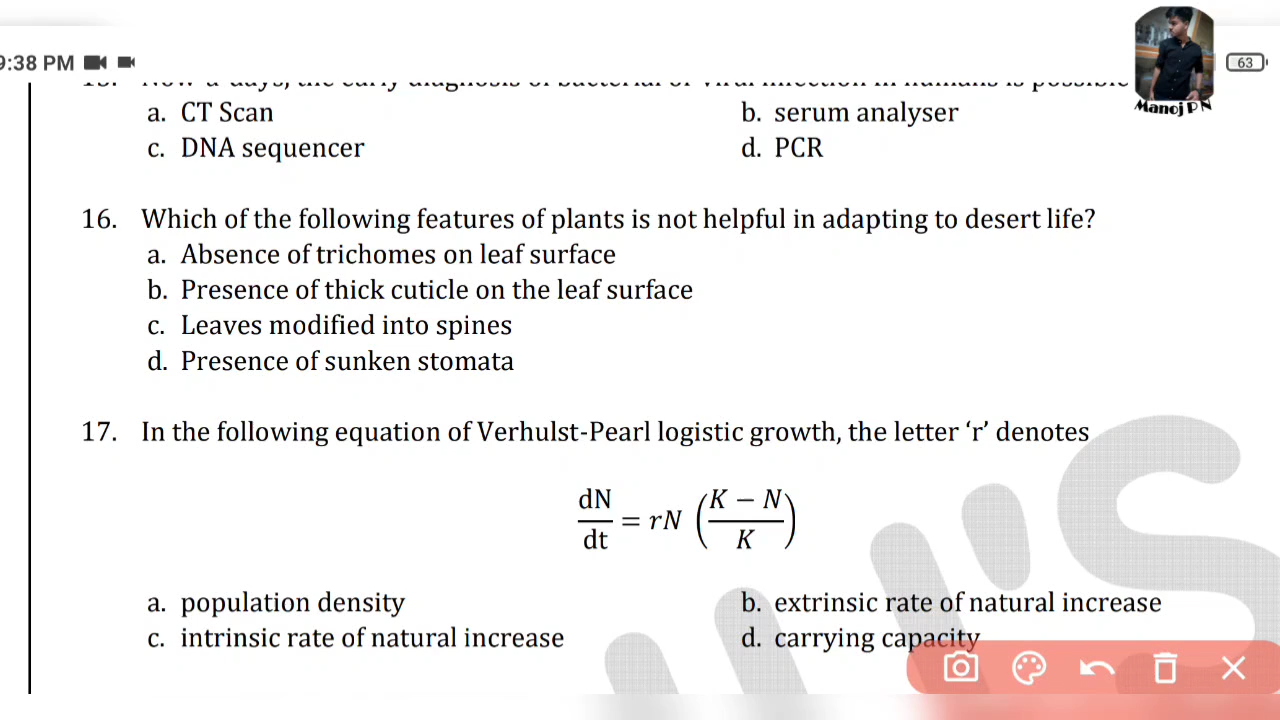 9:38 PM
63
Manoj P N
a. CT Scan
b. serum analyser
c. DNA sequencer
d. PCR
16. Which of the following features of plants is not helpful in adapting to desert life?
a. Absence of trichomes on leaf surface
b. Presence of thick cuticle on the leaf surface
c. Leaves modified into spines
d. Presence of sunken stomata
17. In the following equation of Verhulst-Pearl logistic growth, the letter ‘r’ denotes
dN/dt = rN (K − N/K)
a. population density
b. extrinsic rate of natural increase
c. intrinsic rate of natural increase
d. carrying capacity